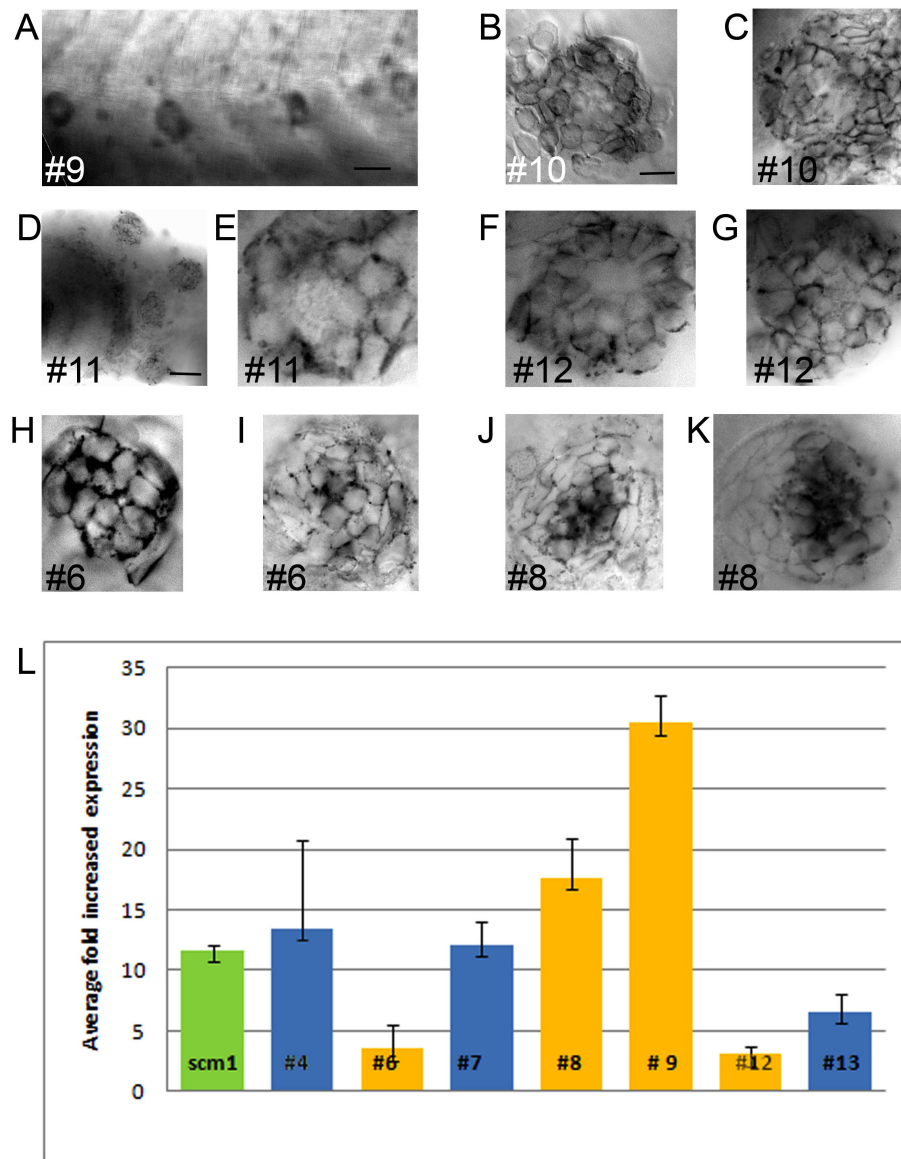 A B C
#9 #10 #10
D E F G
#11 #11 #12 #12
H I J K
#6 #6 #8 #8
L
Average fold increased expression
35
30
25
20
15
10
5
0
scm1 #4 #6 #7 #8 # 9 #12 #13